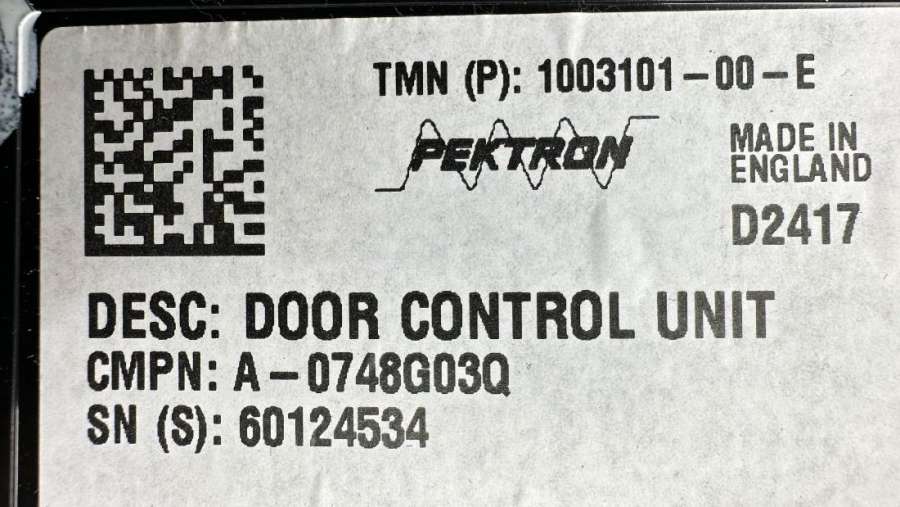 TMN (P): 1003101-00-E
PEKTRON
MADE IN
ENGLAND
D2417
DESC: DOOR CONTROL UNIT
CMPN: A-0748G03Q
SN (S): 60124534